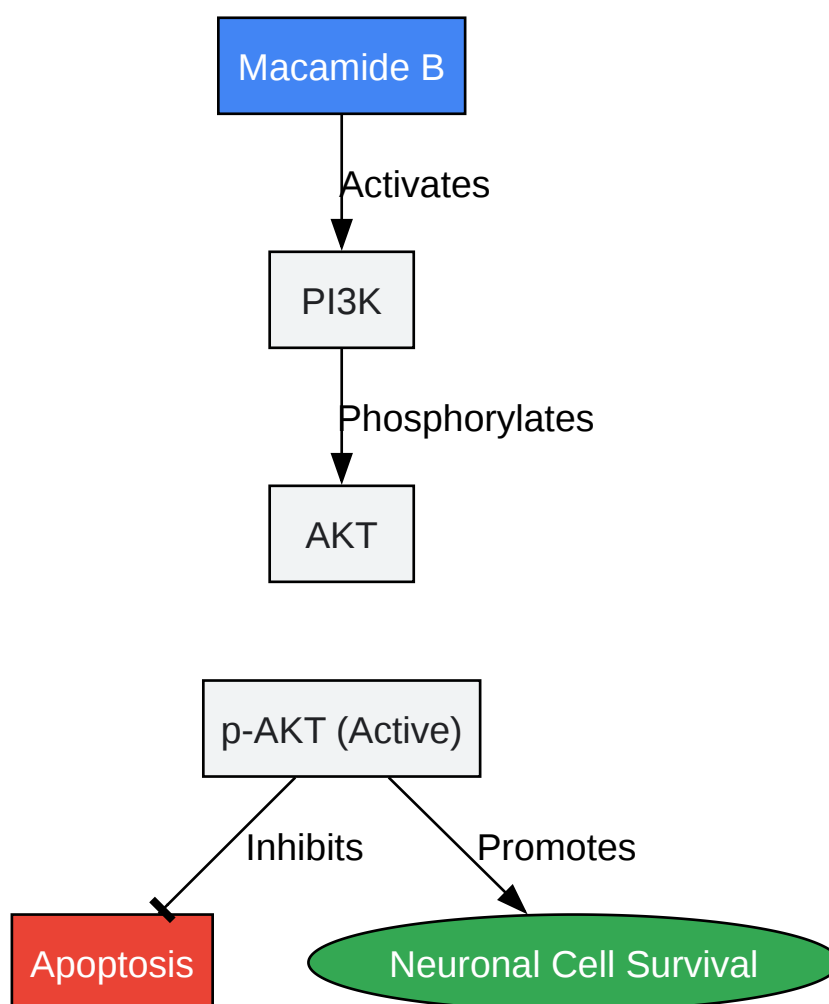 Macamide B
Activates
PI3K
Phosphorylates
AKT
p-AKT (Active)
Inhibits
Promotes
Apoptosis
Neuronal Cell Survival